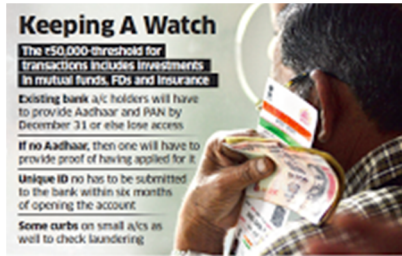 Keeping A Watch
The ₹50,000-threshold for
transactions includes investments
in mutual funds, FDs and insurance
Existing bank a/c holders will have
to provide Aadhaar and PAN by
December 31 or else lose access
If no Aadhaar, then one will have to
provide proof of having applied for it
Unique ID no has to be submitted
to the bank within six months
of opening the account
Some curbs on small a/cs as
well to check laundering